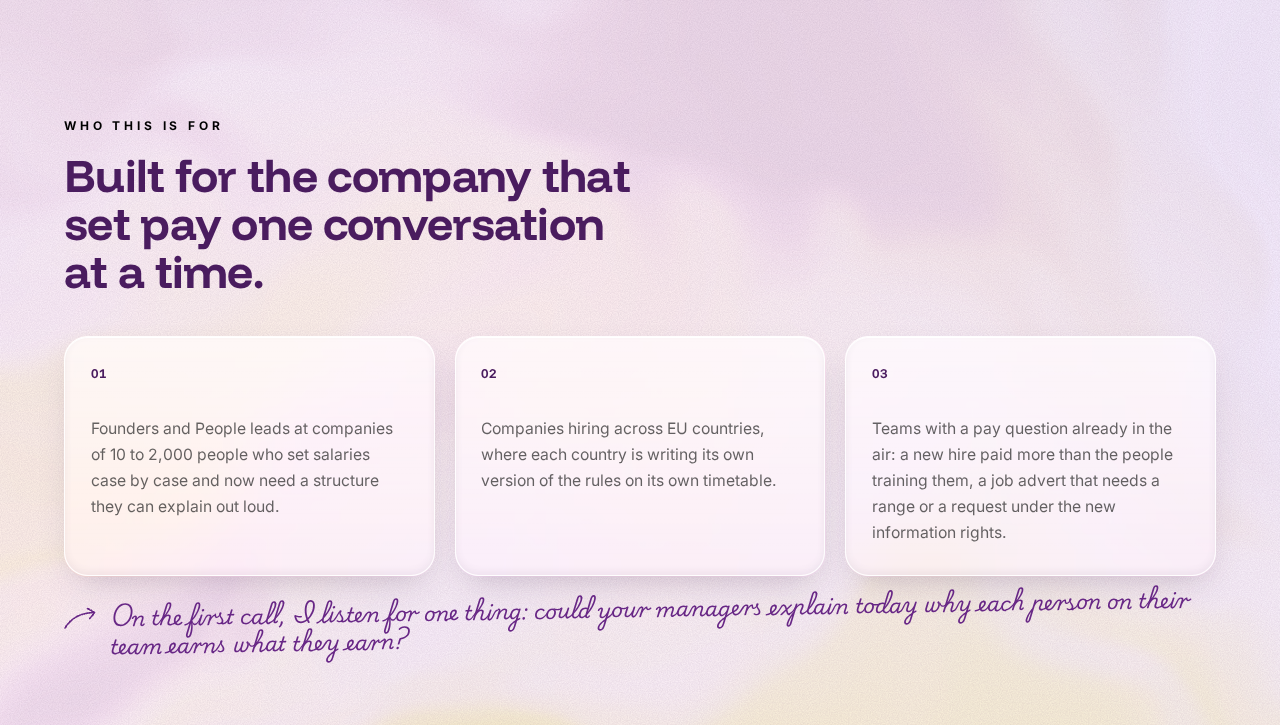 WHO THIS IS FOR
Built for the company that
set pay one conversation
at a time.
01
Founders and People leads at companies
of 10 to 2,000 people who set salaries
case by case and now need a structure
they can explain out loud.
02
Companies hiring across EU countries,
where each country is writing its own
version of the rules on its own timetable.
03
Teams with a pay question already in the
air: a new hire paid more than the people
training them, a job advert that needs a
range or a request under the new
information rights.
On the first call, I listen for one thing: could your managers explain today why each person on their
team earns what they earn?